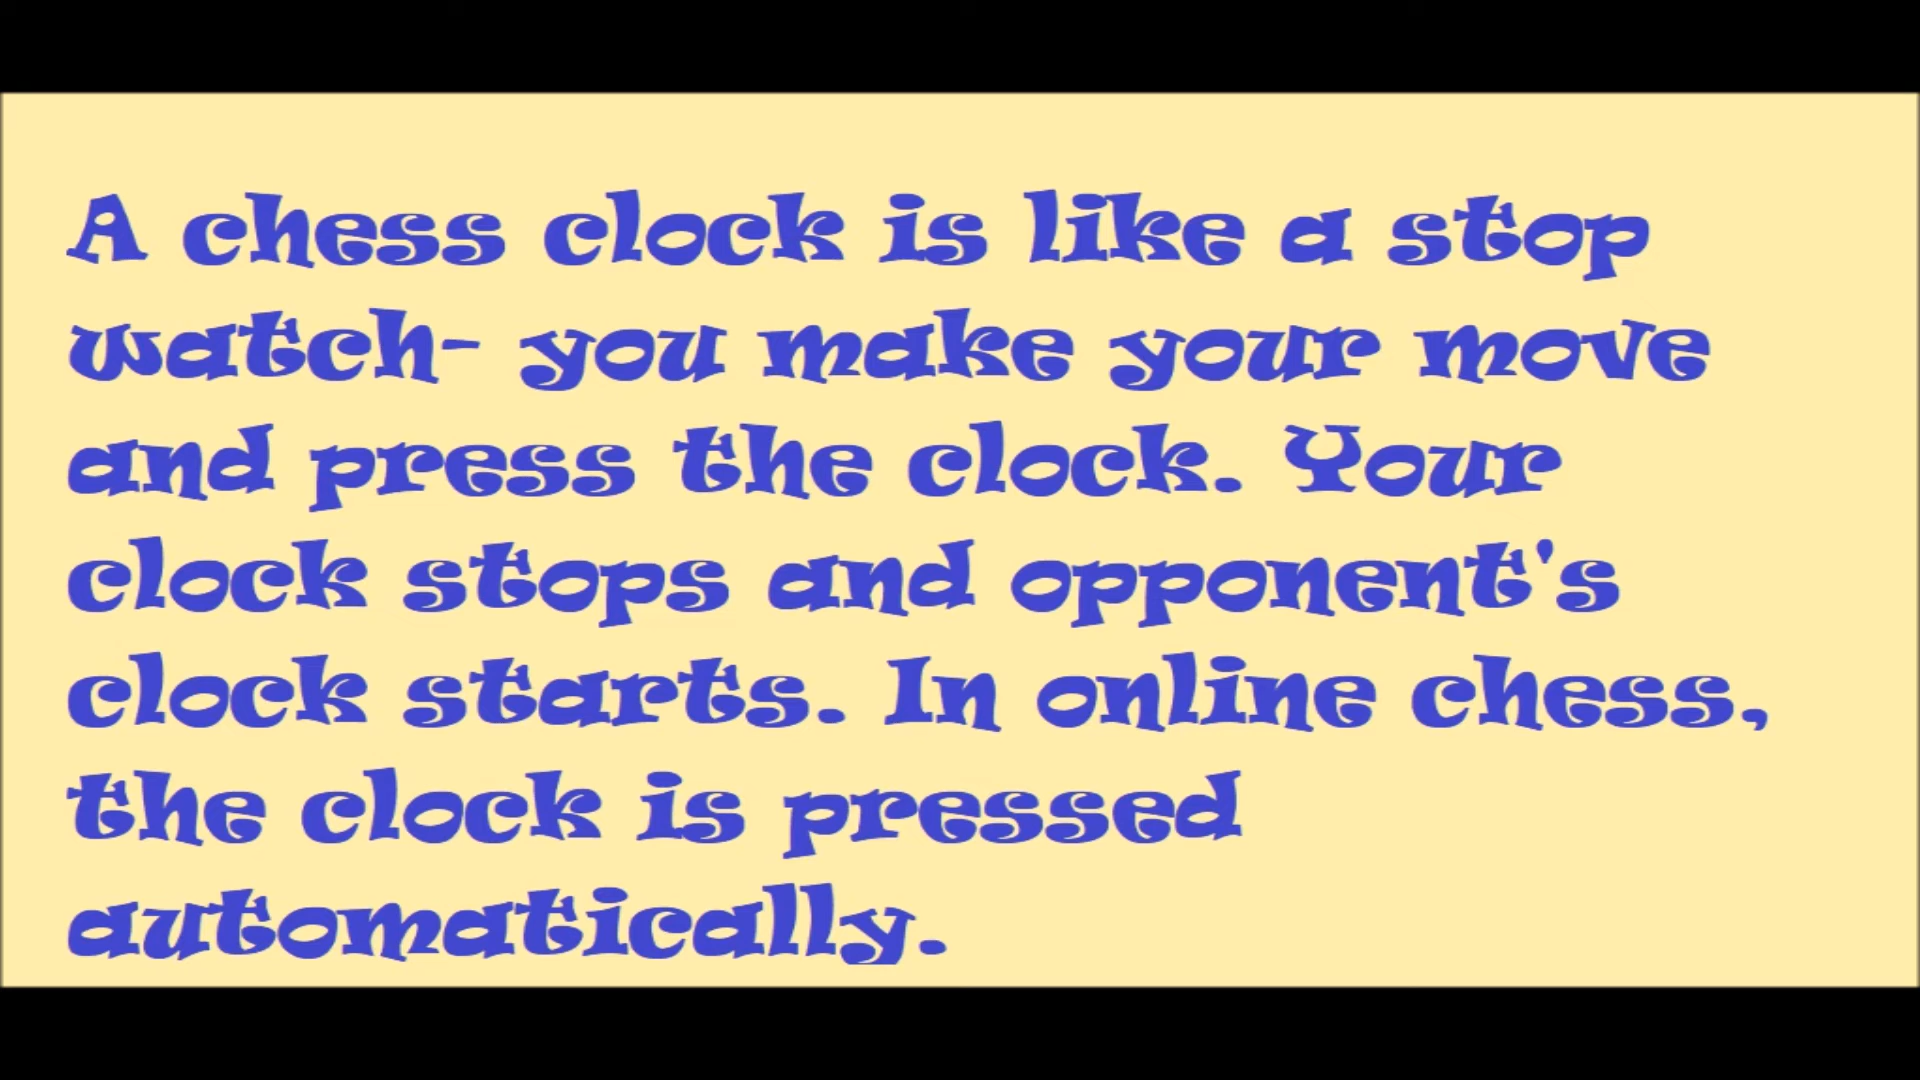 A chess clock is like a stop
watch- you make your move
and press the clock. Your
clock stops and opponent's
clock starts. In online chess,
the clock is pressed
automatically.